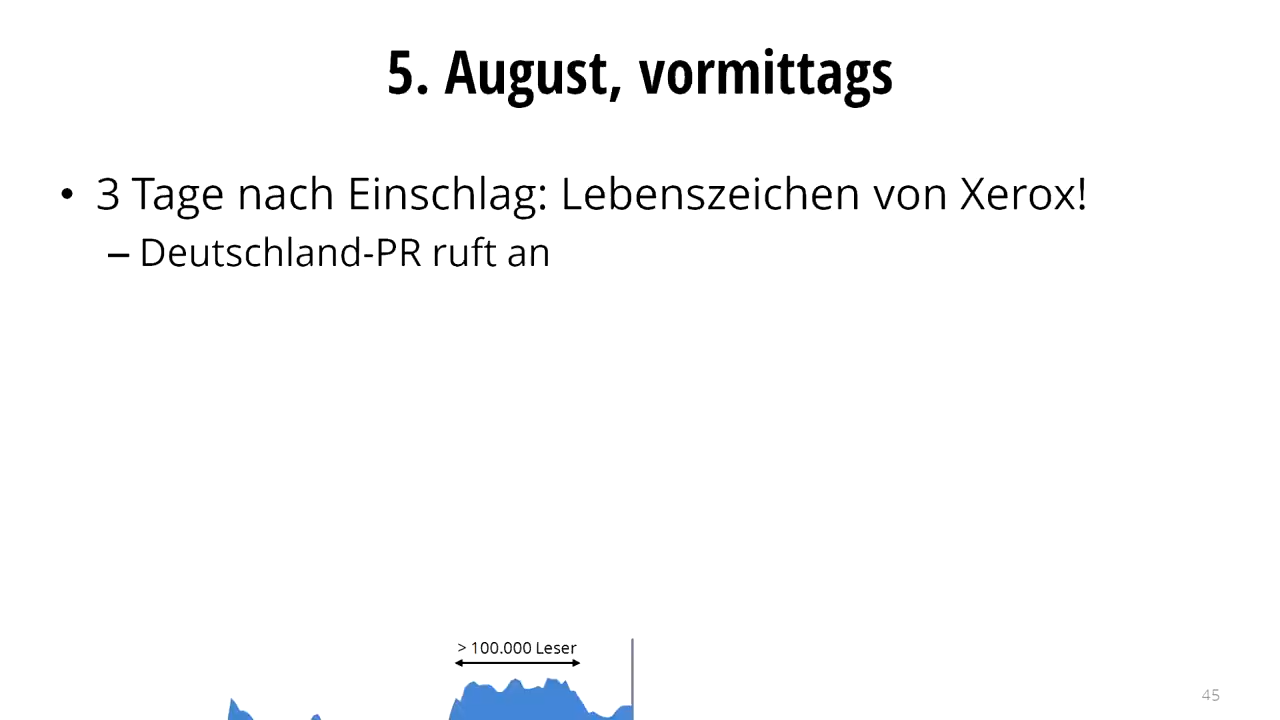 5. August, vormittags
• 3 Tage nach Einschlag: Lebenszeichen von Xerox!
– Deutschland-PR ruft an
> 100.000 Leser
45